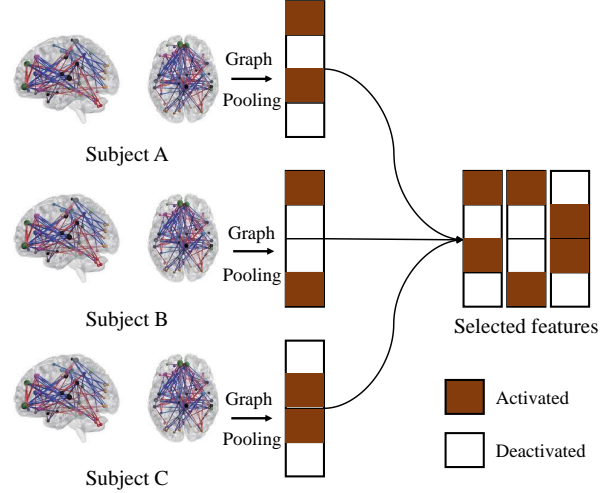 Graph
Pooling
Subject A
Graph
Pooling
Subject B
Selected features
Graph
Pooling
Subject C
Activated
Deactivated